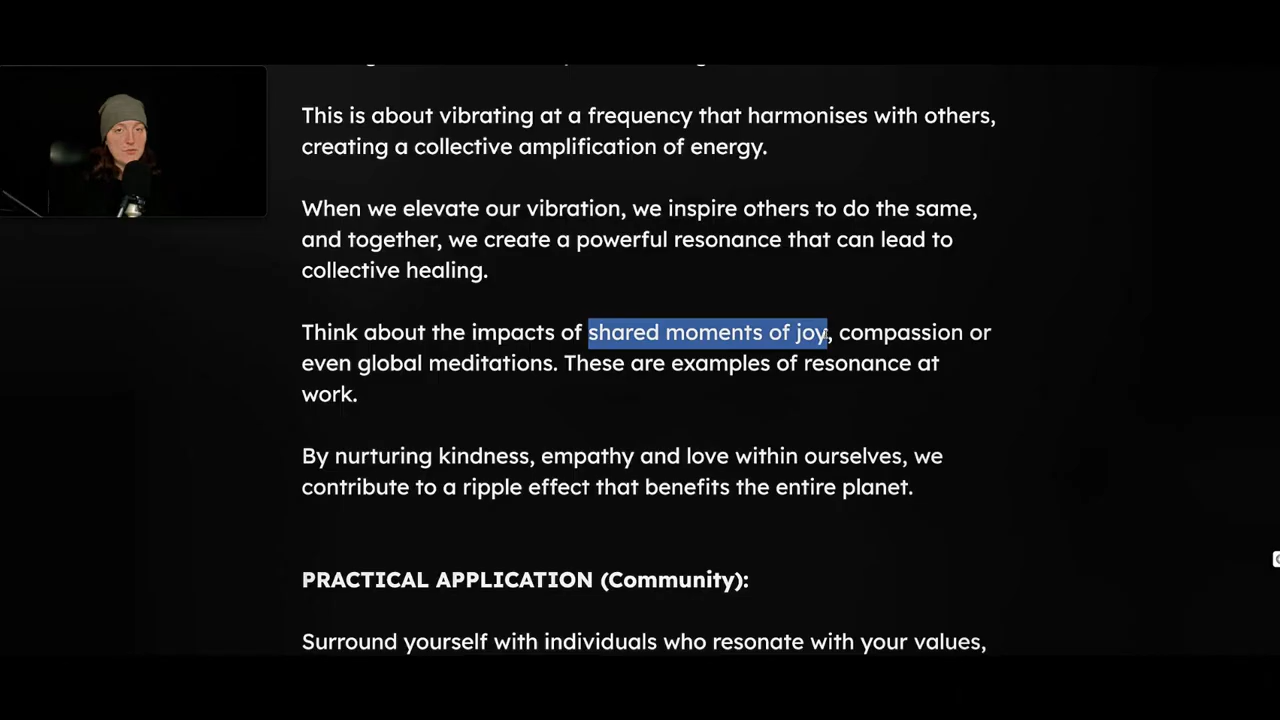 This is about vibrating at a frequency that harmonises with others,
creating a collective amplification of energy.
When we elevate our vibration, we inspire others to do the same,
and together, we create a powerful resonance that can lead to
collective healing.
Think about the impacts of shared moments of joy, compassion or
even global meditations. These are examples of resonance at
work.
By nurturing kindness, empathy and love within ourselves, we
contribute to a ripple effect that benefits the entire planet.
PRACTICAL APPLICATION (Community):
Surround yourself with individuals who resonate with your values,